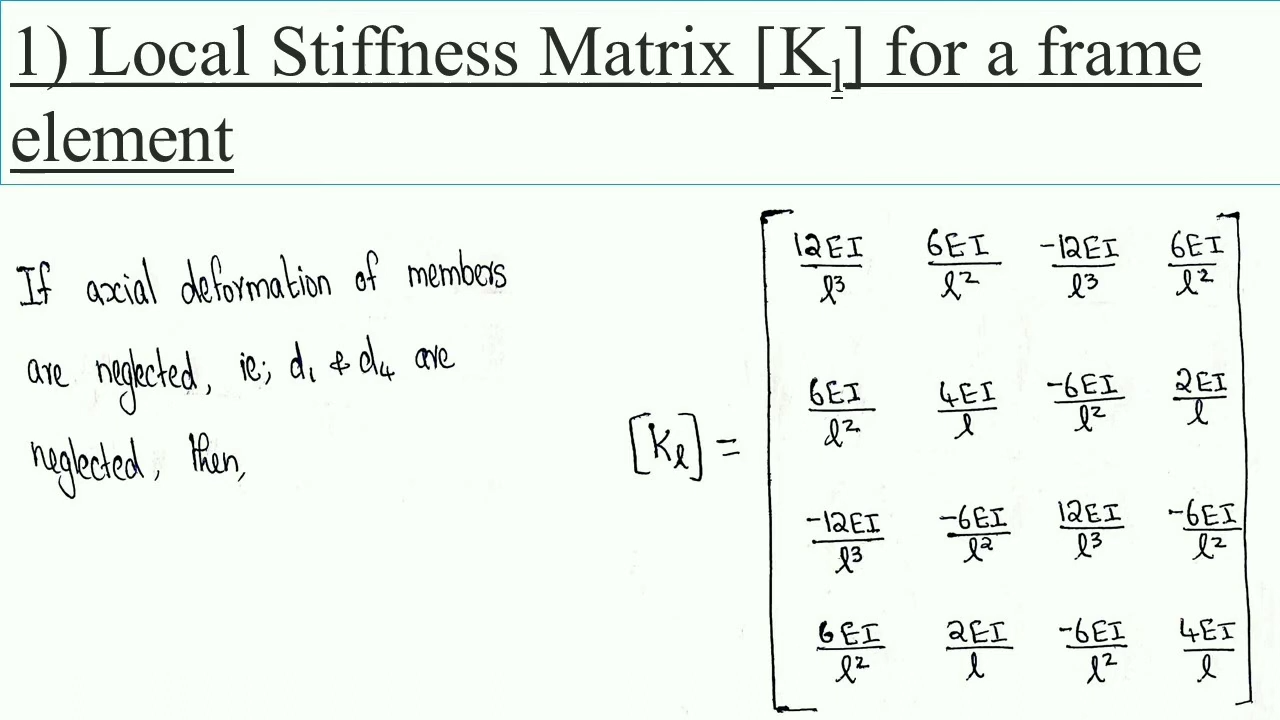 1) Local Stiffness Matrix [Kl] for a frame
element
If axial deformation of members
are neglected, ie; d1 & d4 are
neglected, then,
[Kl] =
12EI/l³ 6EI/l² -12EI/l³ 6EI/l²
6EI/l² 4EI/l -6EI/l² 2EI/l
-12EI/l³ -6EI/l² 12EI/l³ -6EI/l²
6EI/l² 2EI/l -6EI/l² 4EI/l